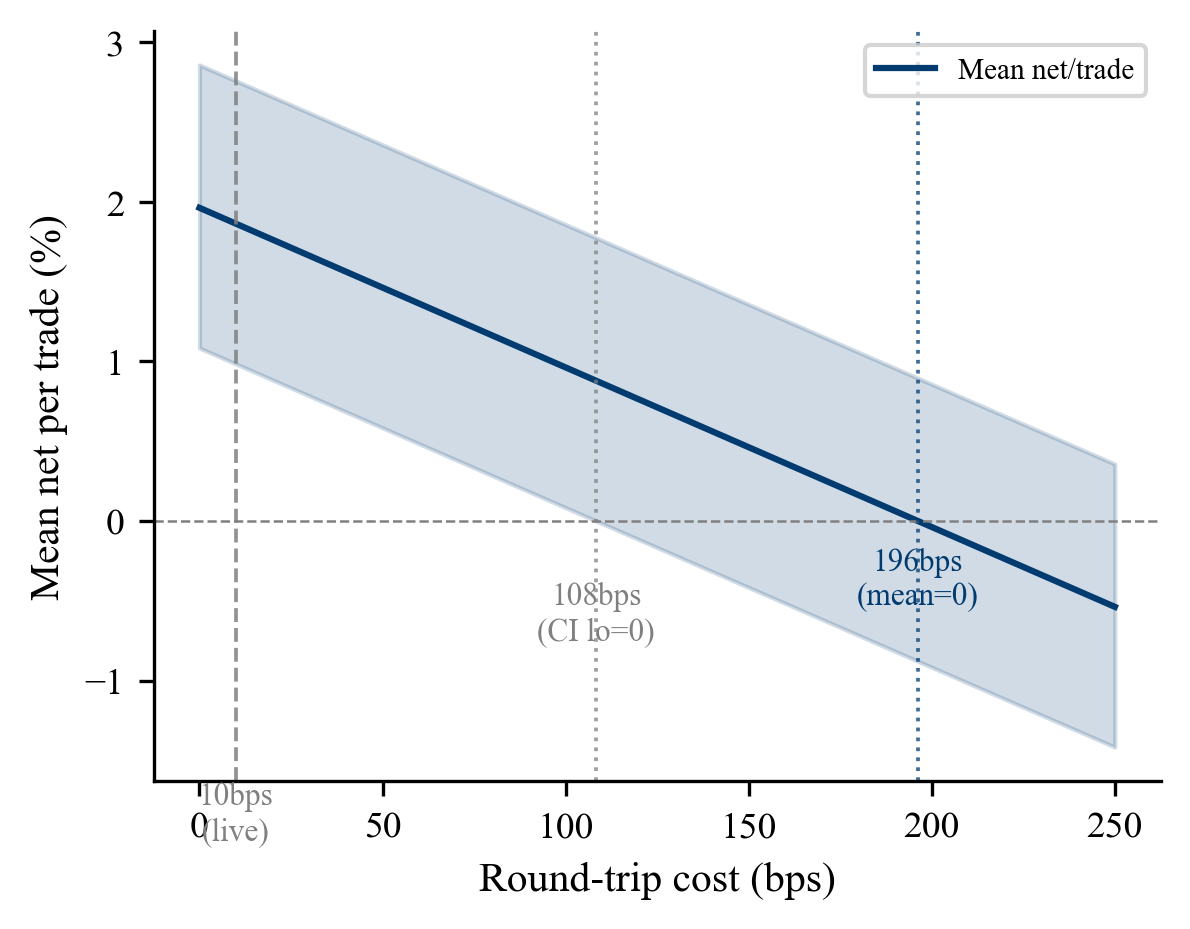 3
2
1
0
−1
Mean net per trade (%)
Mean net/trade
196bps
(mean=0)
108bps
(CI lo=0)
10bps
(live)
0
50
100
150
200
250
Round-trip cost (bps)